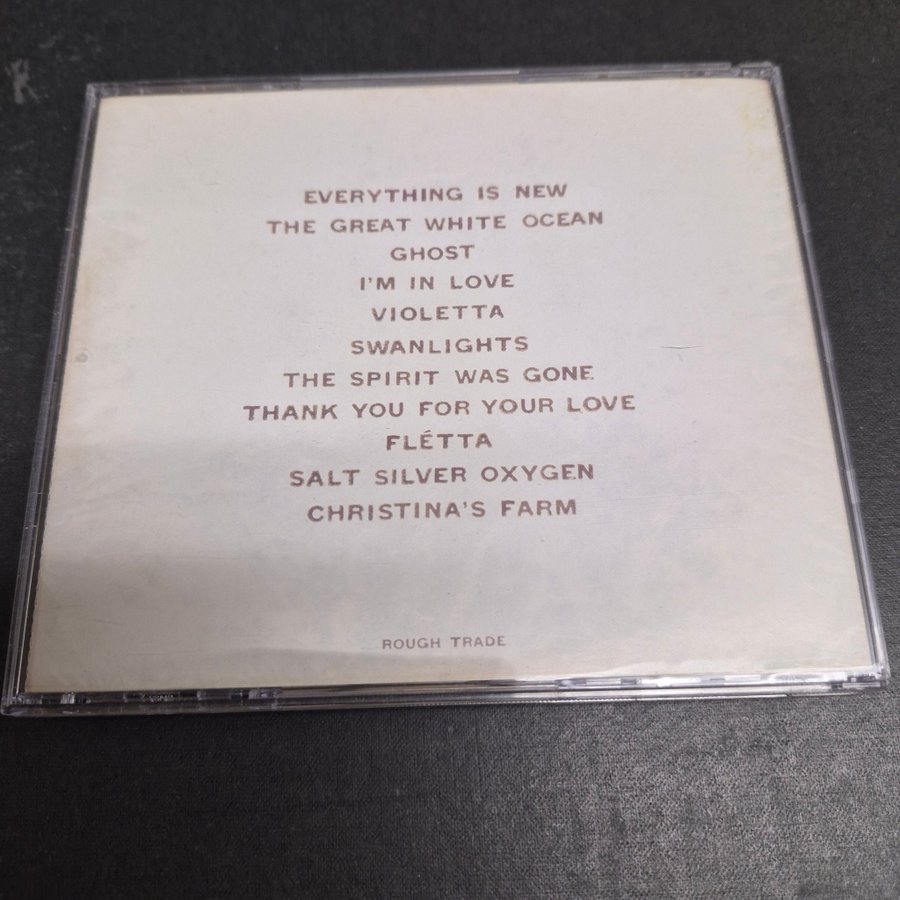 EVERYTHING IS NEW
THE GREAT WHITE OCEAN
GHOST
I'M IN LOVE
VIOLETTA
SWANLIGHTS
THE SPIRIT WAS GONE
THANK YOU FOR YOUR LOVE
FLÉTTA
SALT SILVER OXYGEN
CHRISTINA'S FARM
ROUGH TRADE